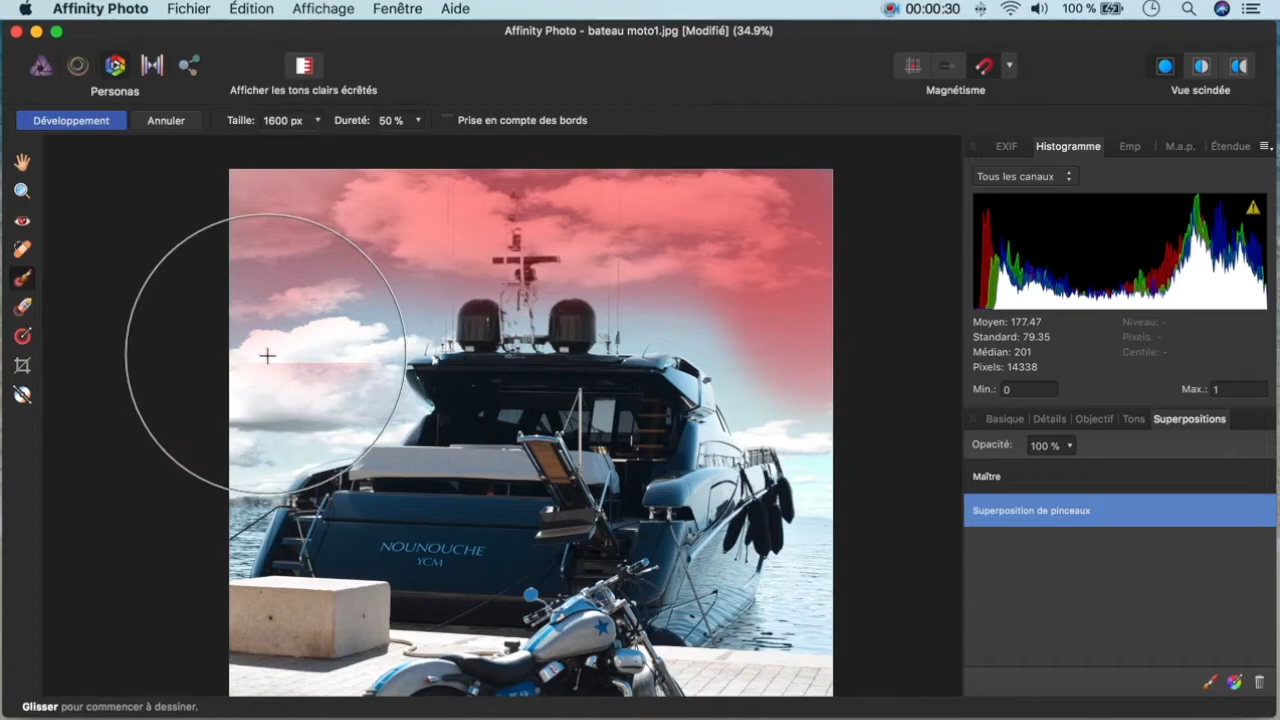 Affinity Photo Fichier Édition Affichage Fenêtre Aide 00:00:30 100 %
Affinity Photo - bateau moto1.jpg [Modifié] (34.9%)
Personas Afficher les tons clairs écrêtés Magnétisme Vue scindée
Développement Annuler Taille: 1600 px Dureté: 50 % Prise en compte des bords
EXIF Histogramme Emp M.a.p. Étendue
Tous les canaux
Moyen: 177.47 Niveau: -
Standard: 79.35 Pixels: -
Médian: 201 Centile: -
Pixels: 14338
Min.: 0 Max.: 1
Basique Détails Objectif Tons Superpositions
Opacité: 100 %
Maître
Superposition de pinceaux
NOUNOUCHE
YCM
Glisser pour commencer à dessiner.